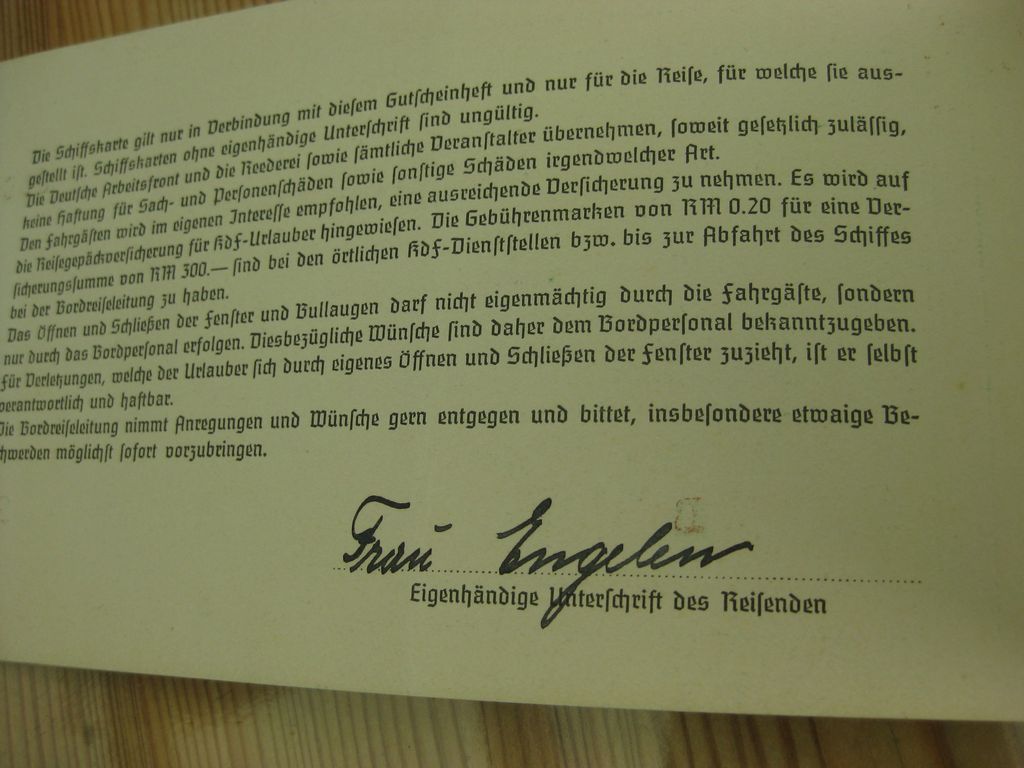 Die Schiffskarte gilt nur in Verbindung mit diesem Gutscheinheft und nur für die Reise, für welche sie aus-
gestellt ist. Schiffskarten ohne eigenhändige Unterschrift sind ungültig.
Die Deutsche Arbeitsfront und die Reederei sowie sämtliche Veranstalter übernehmen, soweit gesetzlich zulässig,
keine Haftung für Sach- und Personenschäden sowie sonstige Schäden irgendwelcher Art.
Den Fahrgästen wird im eigenen Interesse empfohlen, eine ausreichende Versicherung zu nehmen. Es wird auf
die Reisegepäckversicherung für KdF-Urlauber hingewiesen. Die Gebührenmarken von RM 0.20 für eine Ver-
sicherungssumme von RM 300.— sind bei den örtlichen KdF-Dienststellen bzw. bis zur Abfahrt des Schiffes
bei der Bordreiseleitung zu haben.
Das Öffnen und Schließen der Fenster und Bullaugen darf nicht eigenmächtig durch die Fahrgäste, sondern
nur durch das Bordpersonal erfolgen. Diesbezügliche Wünsche sind daher dem Bordpersonal bekanntzugeben.
Für Verletzungen, welche der Urlauber sich durch eigenes Öffnen und Schließen der Fenster zuzieht, ist er selbst
verantwortlich und haftbar.
Die Bordreiseleitung nimmt Anregungen und Wünsche gern entgegen und bittet, insbesondere etwaige Be-
schwerden möglichst sofort vorzubringen.
Frau Engelen
Eigenhändige Unterschrift des Reisenden